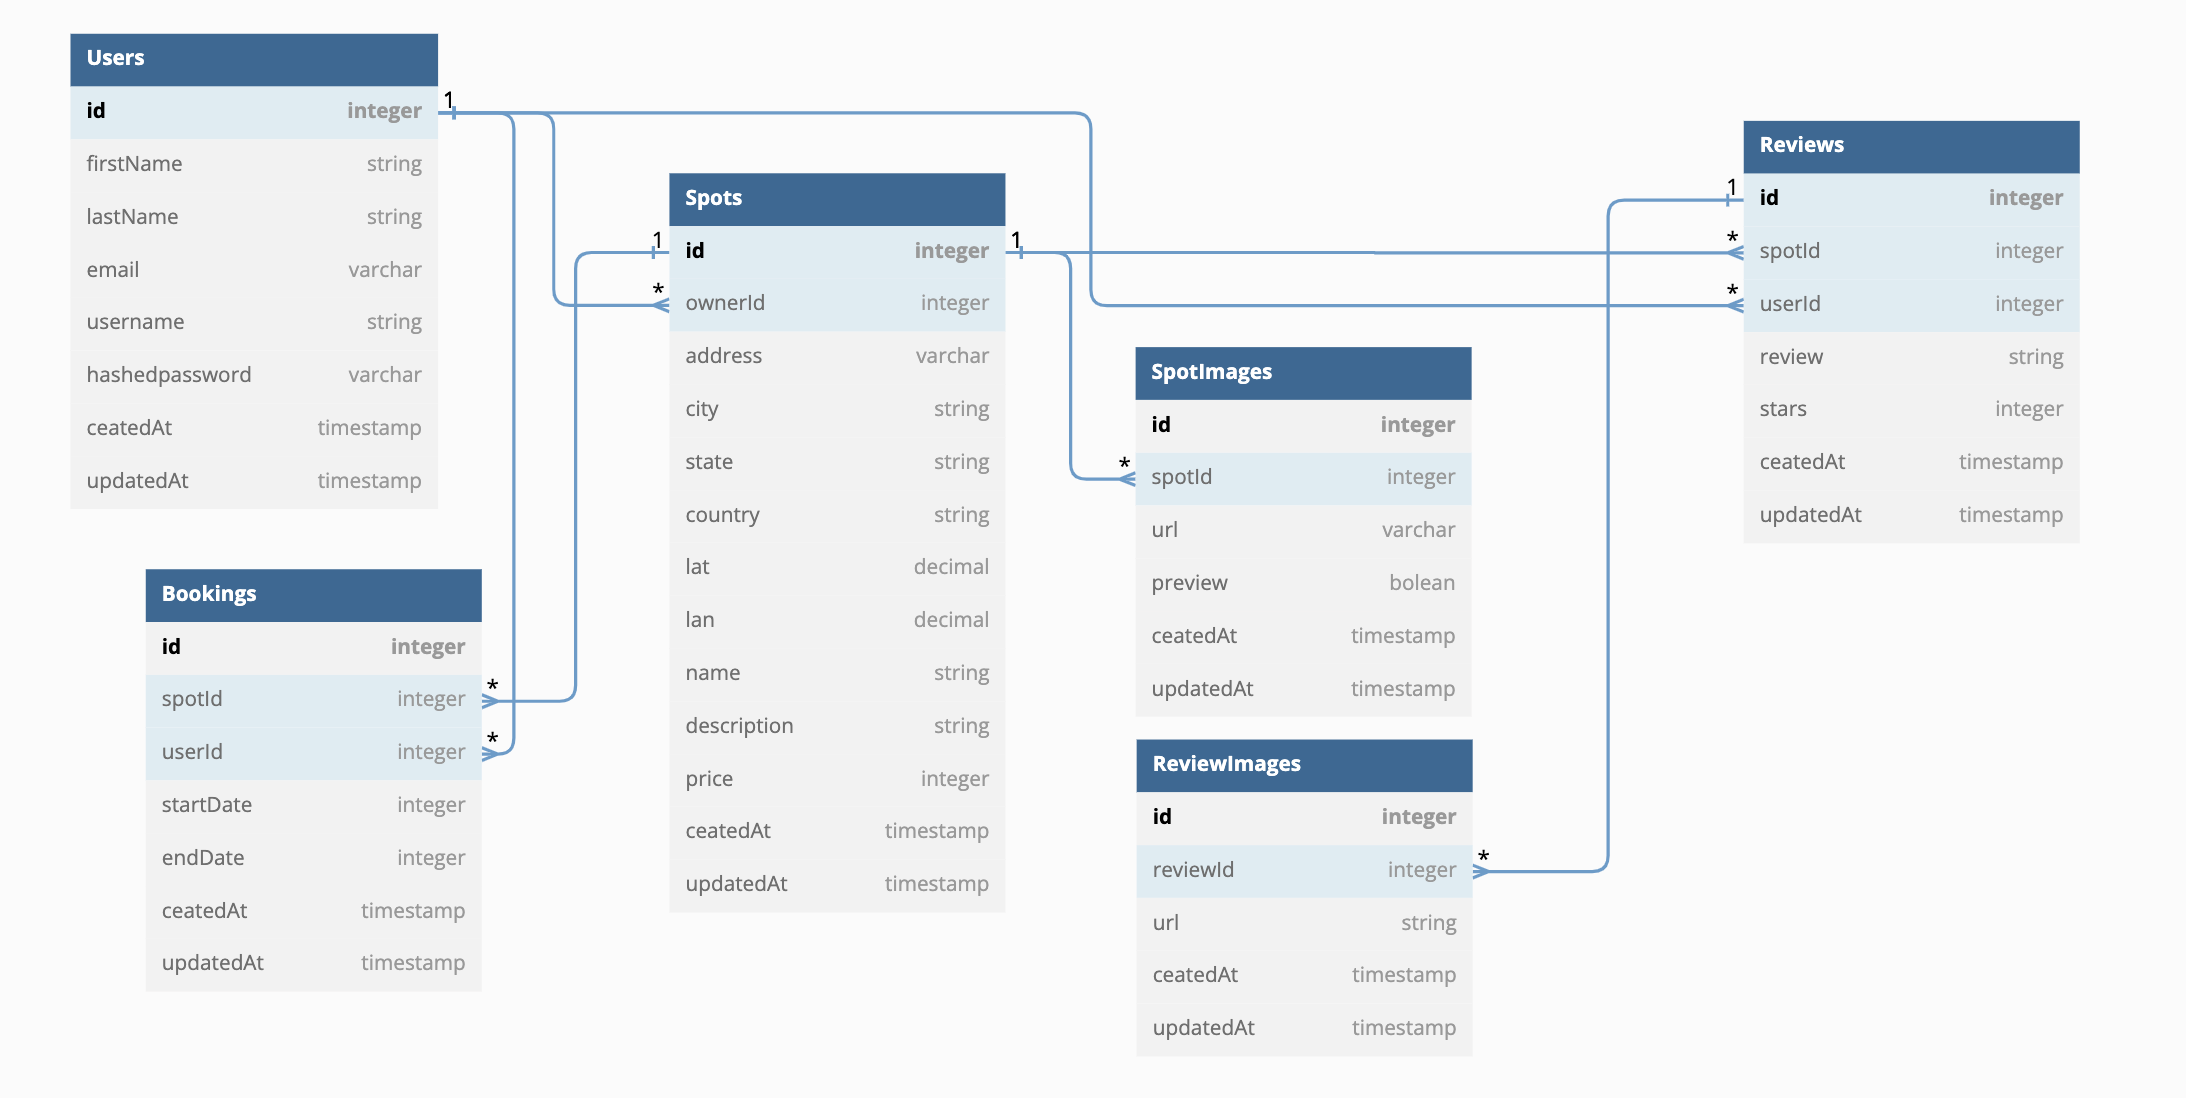 Users
id integer
firstName string
lastName string
email varchar
username string
hashedpassword varchar
ceatedAt timestamp
updatedAt timestamp
1
Bookings
id integer
spotId integer
userId integer
startDate integer
endDate integer
ceatedAt timestamp
updatedAt timestamp
*
*
1
*
Spots
id integer
ownerId integer
address varchar
city string
state string
country string
lat decimal
lan decimal
name string
description string
price integer
ceatedAt timestamp
updatedAt timestamp
1
*
SpotImages
id integer
spotId integer
url varchar
preview bolean
ceatedAt timestamp
updatedAt timestamp
ReviewImages
id integer
reviewId integer
url string
ceatedAt timestamp
updatedAt timestamp
*
1
*
*
Reviews
id integer
spotId integer
userId integer
review string
stars integer
ceatedAt timestamp
updatedAt timestamp